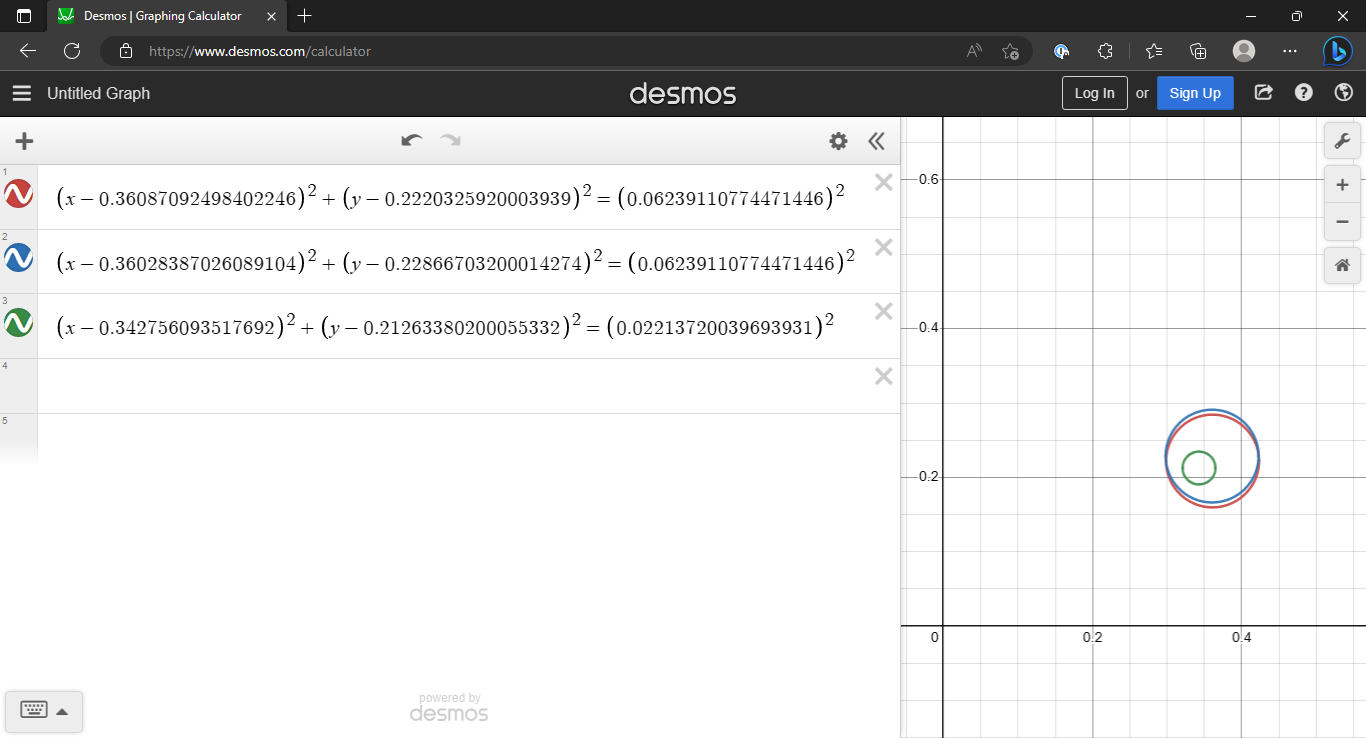 Desmos | Graphing Calculator
https://www.desmos.com/calculator
Untitled Graph
desmos
Log In or Sign Up
1
(x − 0.36087092498402246)² + (y − 0.2220325920003939)² = (0.06239110774471446)²
2
(x − 0.36028387026089104)² + (y − 0.22866703200014274)² = (0.06239110774471446)²
3
(x − 0.342756093517692)² + (y − 0.21263380200055332)² = (0.02213720039693931)²
4
5
powered by
desmos
0.6
0.4
0.2
0 0.2 0.4